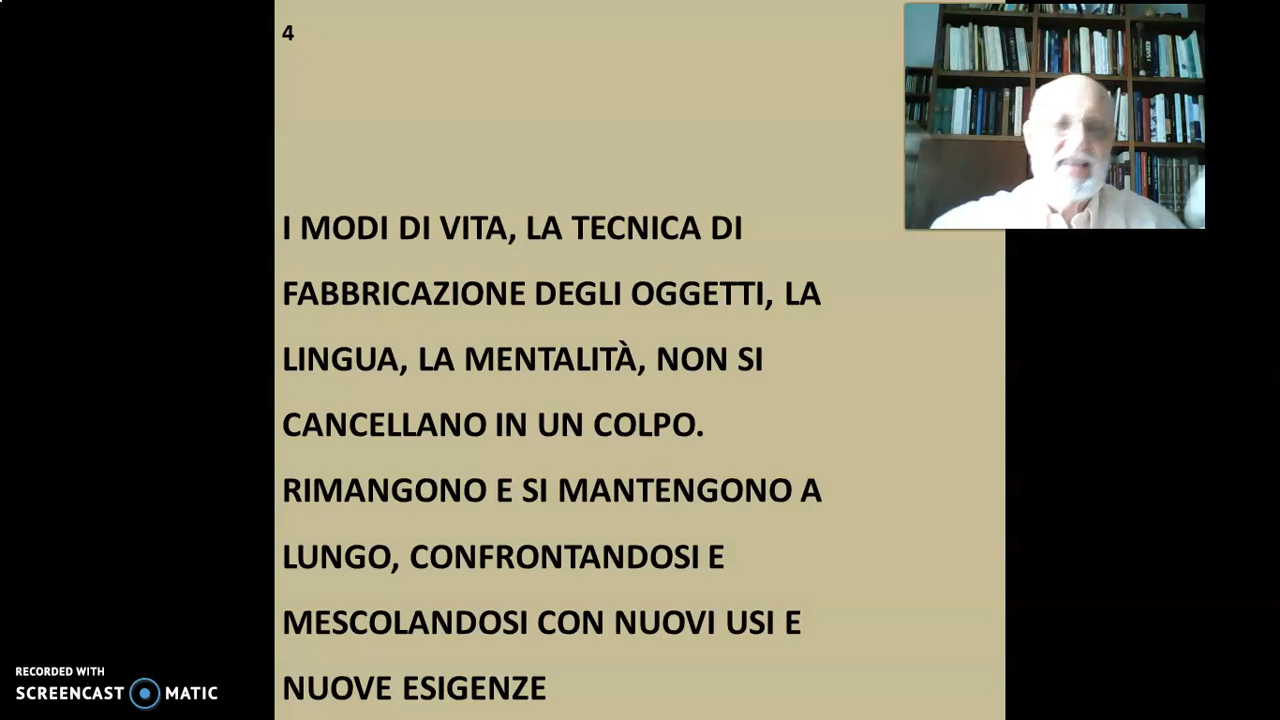 4
I MODI DI VITA, LA TECNICA DI
FABBRICAZIONE DEGLI OGGETTI, LA
LINGUA, LA MENTALITÀ, NON SI
CANCELLANO IN UN COLPO.
RIMANGONO E SI MANTENGONO A
LUNGO, CONFRONTANDOSI E
MESCOLANDOSI CON NUOVI USI E
NUOVE ESIGENZE
RECORDED WITH
SCREENCAST MATIC